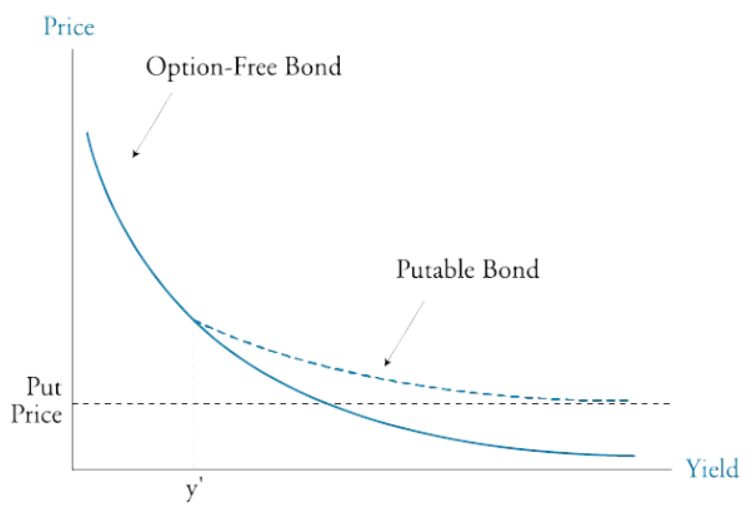 Price
Option-Free Bond
Putable Bond
Put
Price
Yield
y'